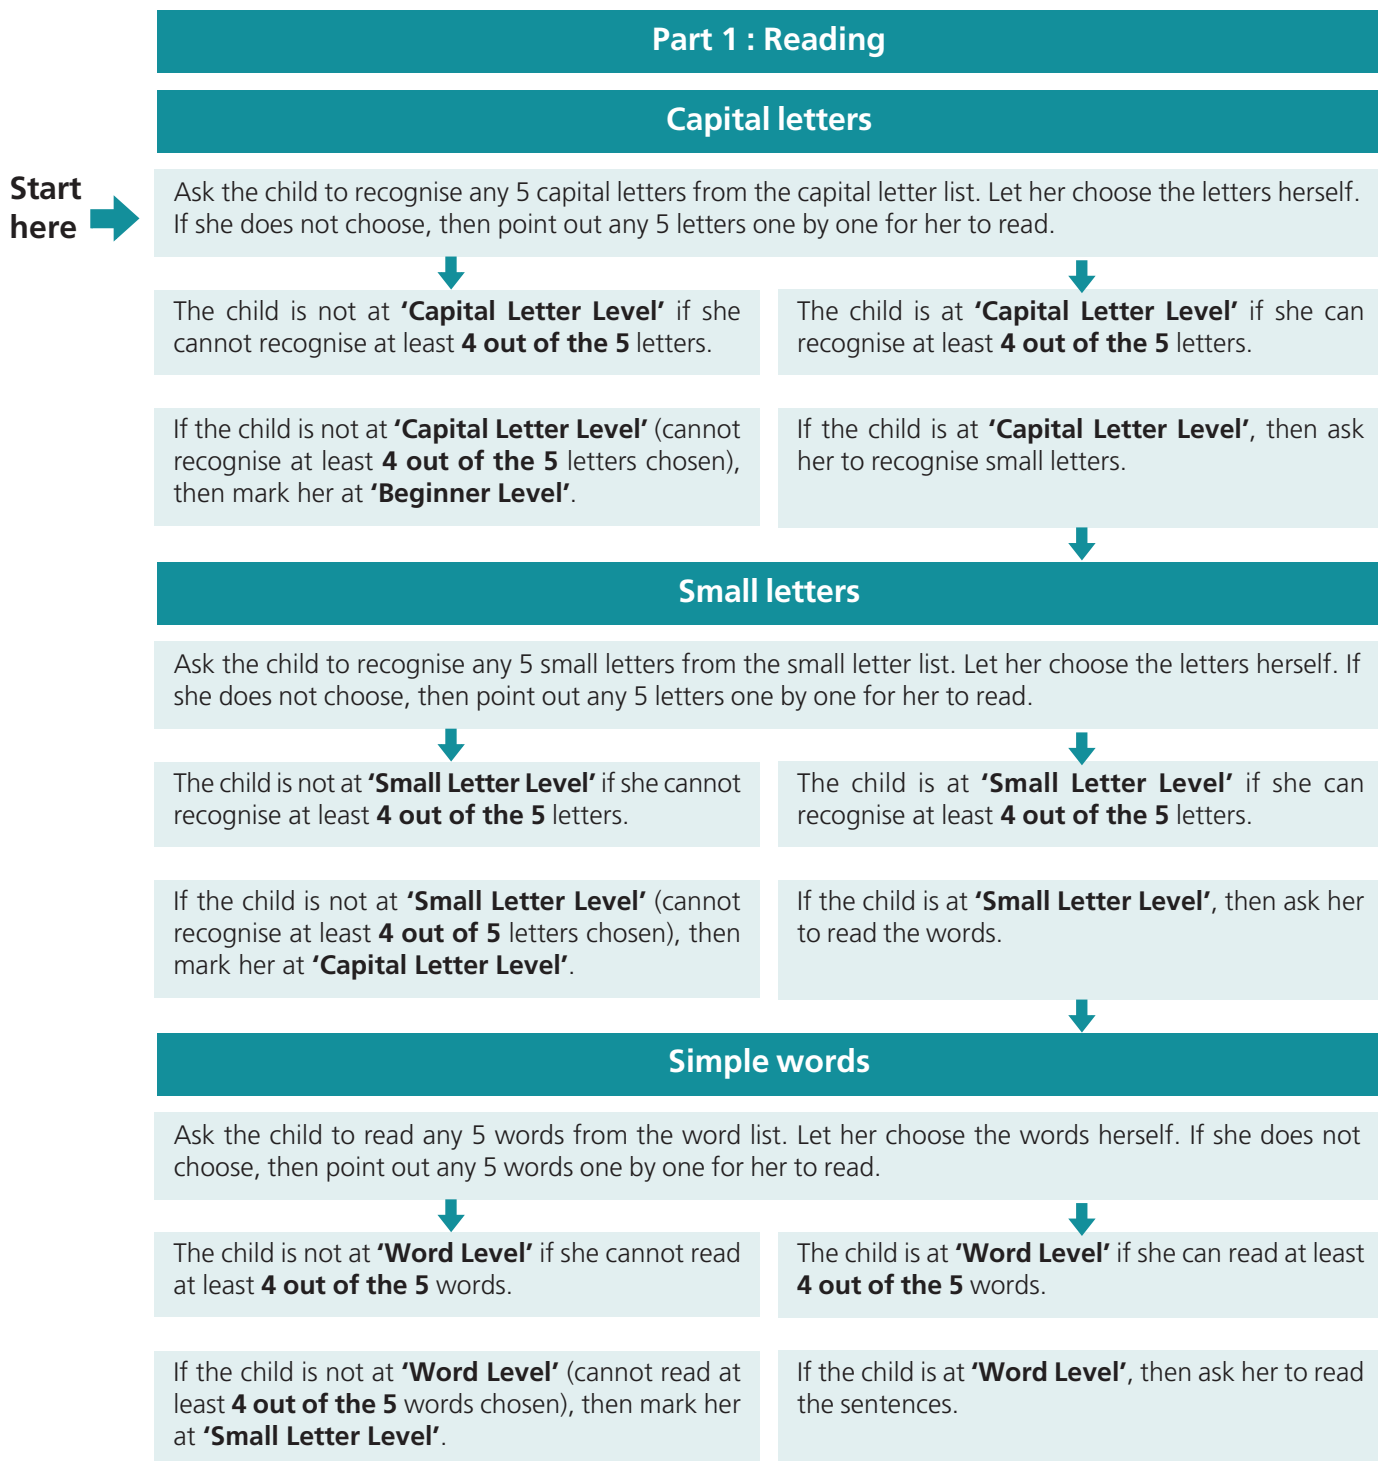 Part 1 : Reading
Capital letters
Start
here
Ask the child to recognise any 5 capital letters from the capital letter list. Let her choose the letters herself.
If she does not choose, then point out any 5 letters one by one for her to read.
The child is not at ‘Capital Letter Level’ if she
cannot recognise at least 4 out of the 5 letters.
The child is at ‘Capital Letter Level’ if she can
recognise at least 4 out of the 5 letters.
If the child is not at ‘Capital Letter Level’ (cannot
recognise at least 4 out of the 5 letters chosen),
then mark her at ‘Beginner Level’.
If the child is at ‘Capital Letter Level’, then ask
her to recognise small letters.
Small letters
Ask the child to recognise any 5 small letters from the small letter list. Let her choose the letters herself. If
she does not choose, then point out any 5 letters one by one for her to read.
The child is not at ‘Small Letter Level’ if she cannot
recognise at least 4 out of the 5 letters.
The child is at ‘Small Letter Level’ if she can
recognise at least 4 out of the 5 letters.
If the child is not at ‘Small Letter Level’ (cannot
recognise at least 4 out of 5 letters chosen), then
mark her at ‘Capital Letter Level’.
If the child is at ‘Small Letter Level’, then ask her
to read the words.
Simple words
Ask the child to read any 5 words from the word list. Let her choose the words herself. If she does not
choose, then point out any 5 words one by one for her to read.
The child is not at ‘Word Level’ if she cannot read
at least 4 out of the 5 words.
The child is at ‘Word Level’ if she can read at least
4 out of the 5 words.
If the child is not at ‘Word Level’ (cannot read at
least 4 out of the 5 words chosen), then mark her
at ‘Small Letter Level’.
If the child is at ‘Word Level’, then ask her to read
the sentences.